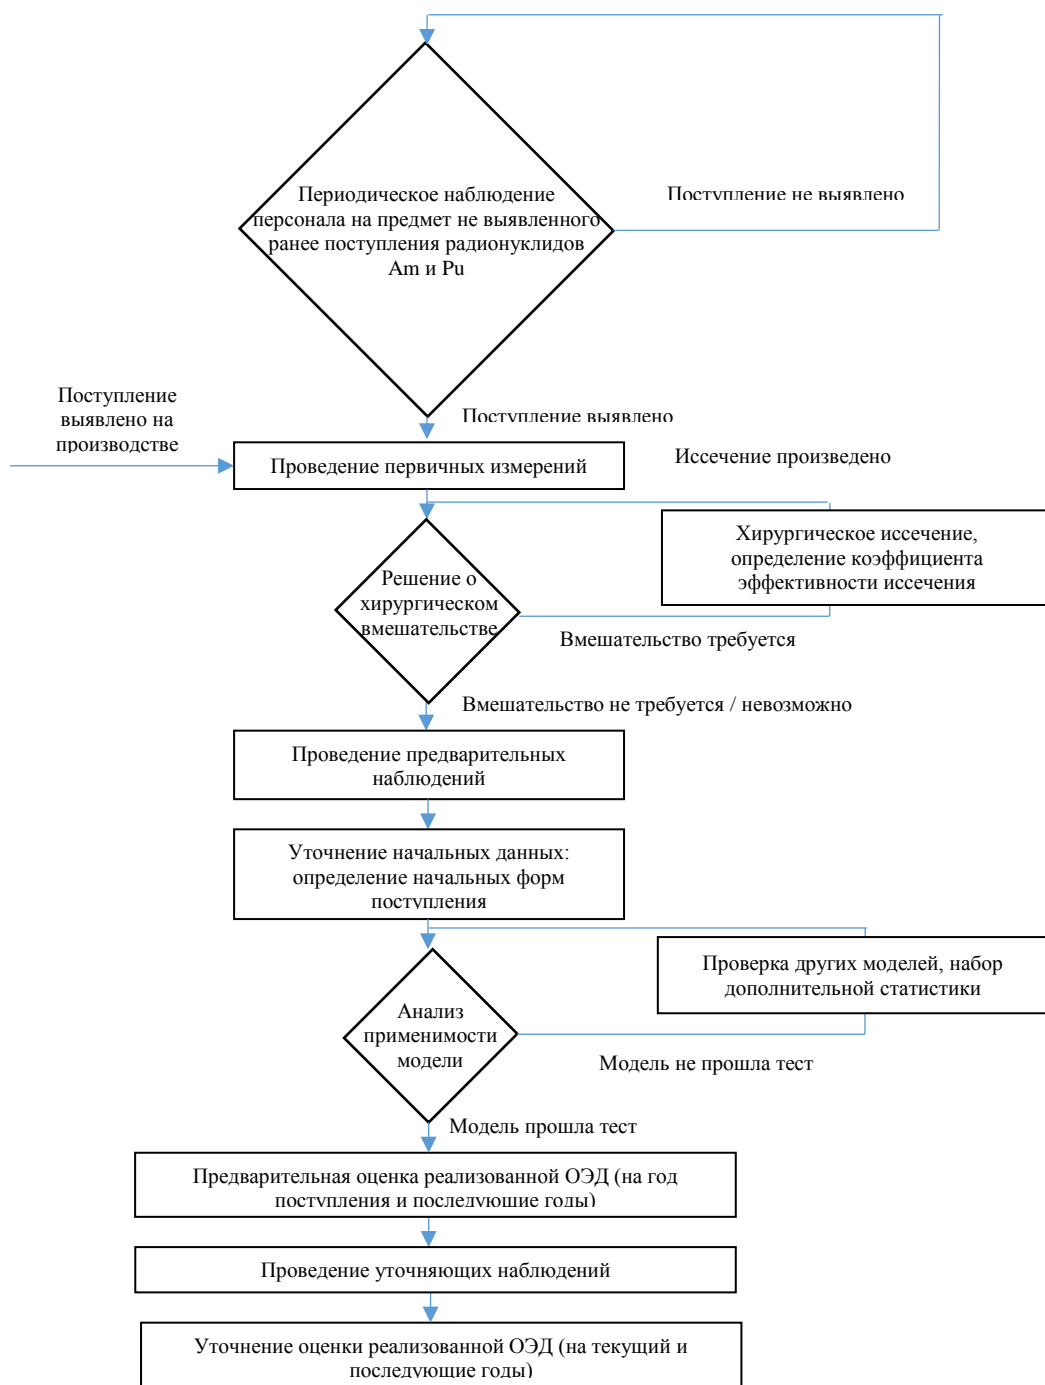 Периодическое наблюдение
персонала на предмет не выявленного
ранее поступления радионуклидов
Am и Pu
Поступление не выявлено
Поступление
выявлено на
производстве
Поступление выявлено
Проведение первичных измерений
Иссечение произведено
Хирургическое иссечение,
определение коэффициента
эффективности иссечения
Решение о
хирургическом
вмешательстве
Вмешательство требуется
Вмешательство не требуется / невозможно
Проведение предварительных
наблюдений
Уточнение начальных данных:
определение начальных форм
поступления
Проверка других моделей, набор
дополнительной статистики
Анализ
применимости
модели
Модель не прошла тест
Модель прошла тест
Предварительная оценка реализованной ОЭД (на год
поступления и последующие годы)
Проведение уточняющих наблюдений
Уточнение оценки реализованной ОЭД (на текущий и
последующие годы)